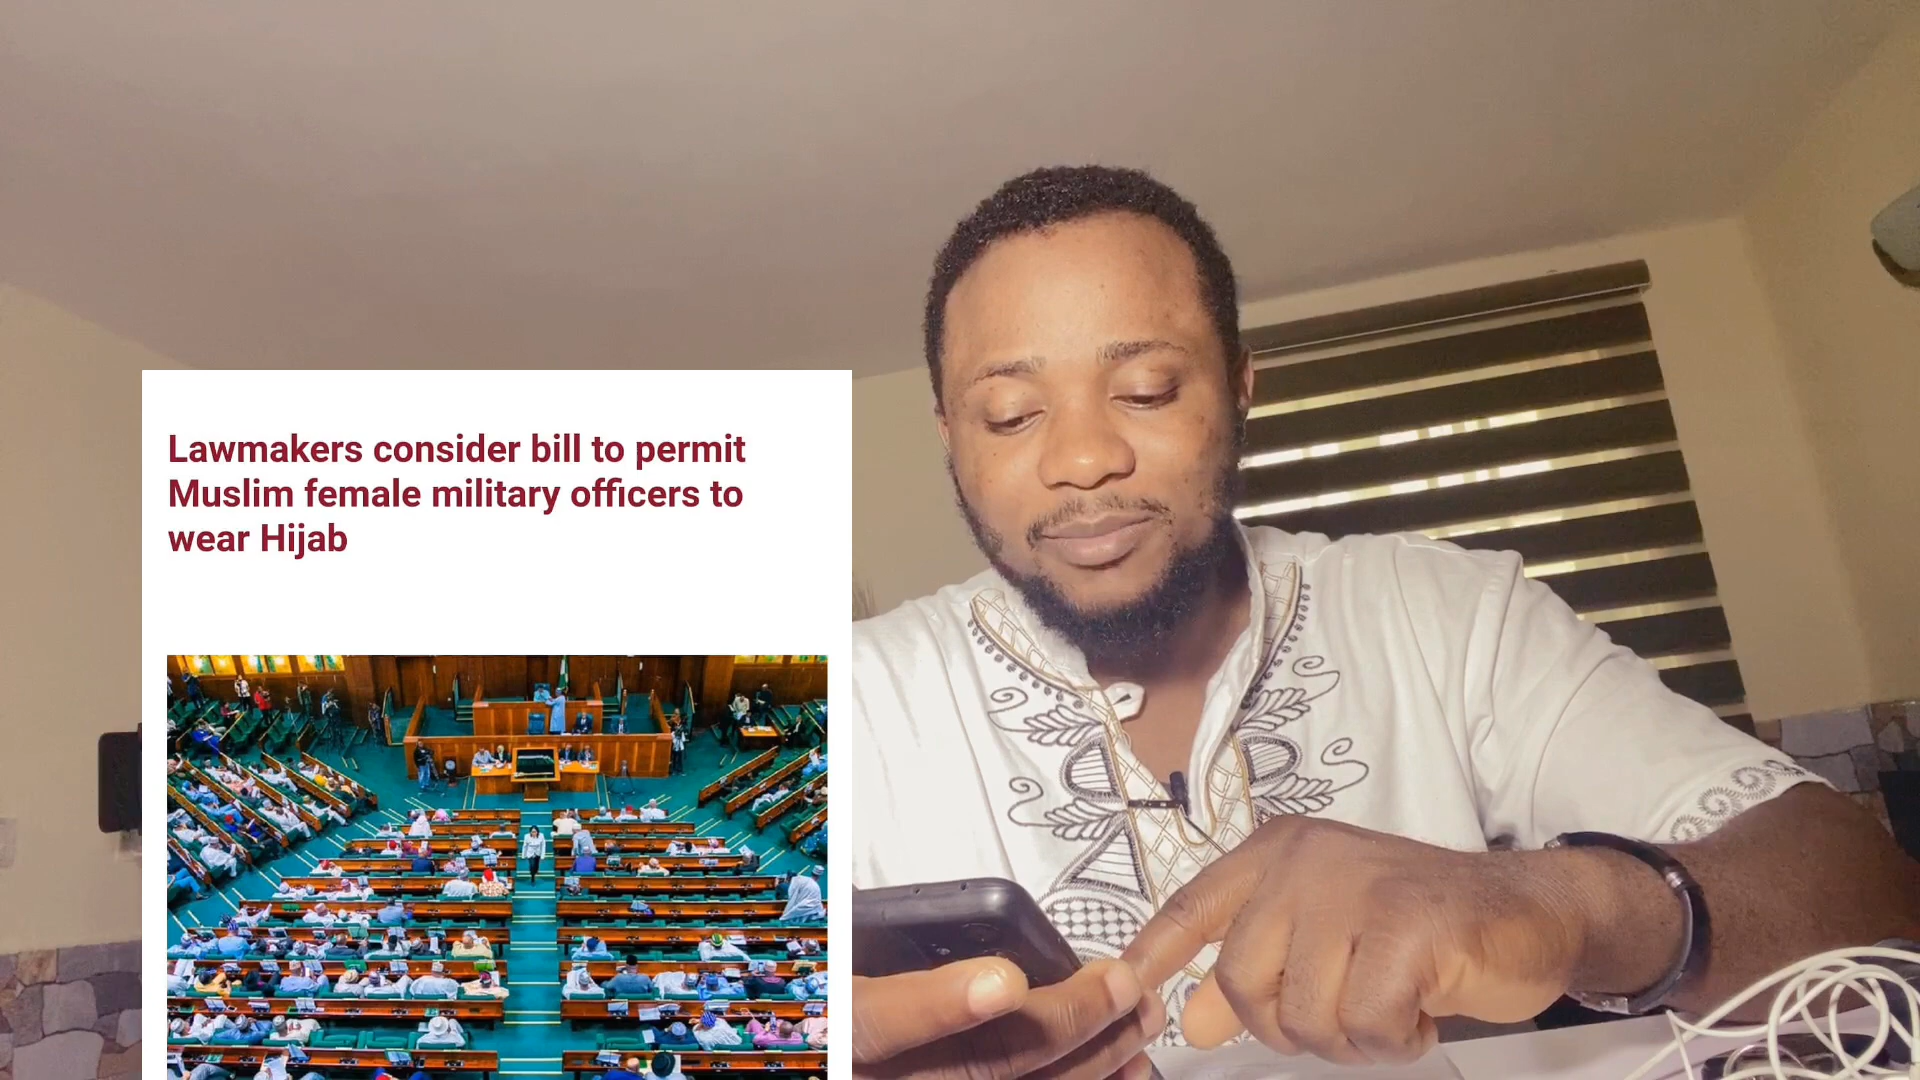 Lawmakers consider bill to permit
Muslim female military officers to
wear Hijab